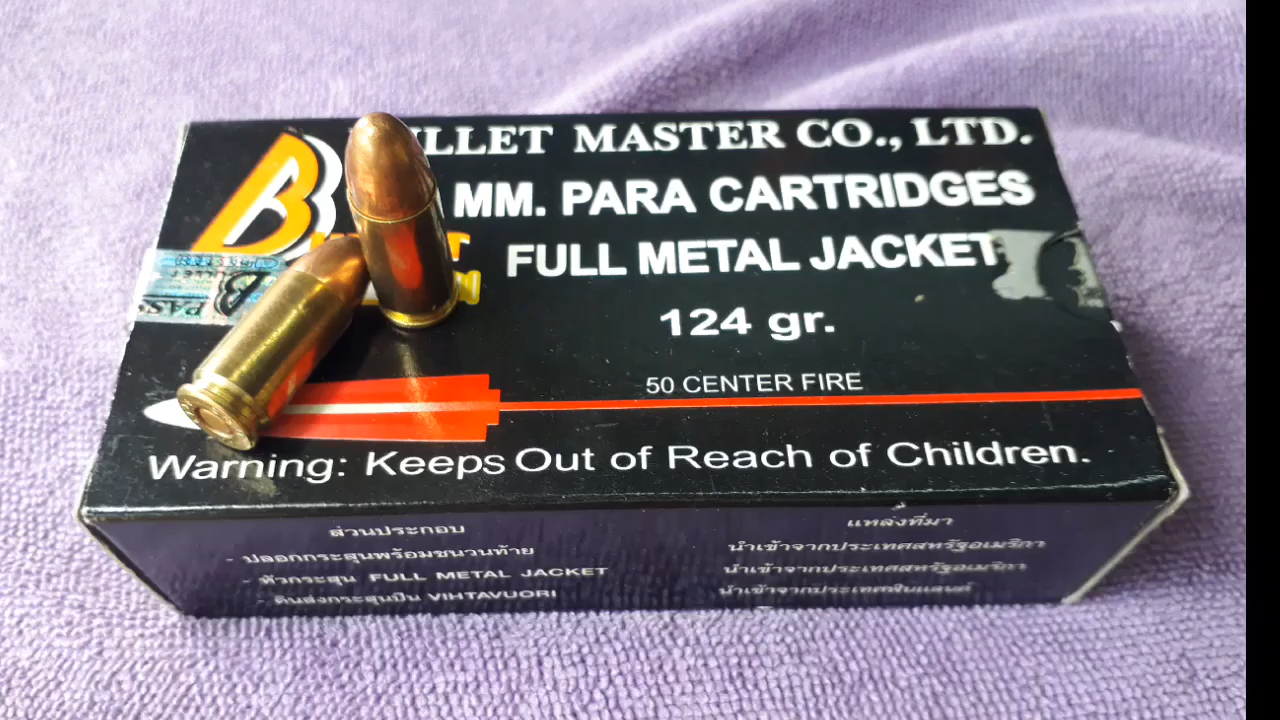 BULLET MASTER CO., LTD.
MM. PARA CARTRIDGES
FULL METAL JACKET
124 gr.
50 CENTER FIRE
Warning: Keeps Out of Reach of Children.
PASS
BULLET
ส่วนประกอบ
- ปลอกกระสุนพร้อมชนวนท้าย
- หัวกระสุน FULL METAL JACKET
- ดินส่งกระสุนปืน VIHTAVUORI
แหล่งที่มา
นำเข้าจากประเทศสหรัฐอเมริกา
นำเข้าจากประเทศสหรัฐอเมริกา
นำเข้าจากประเทศฟินแลนด์